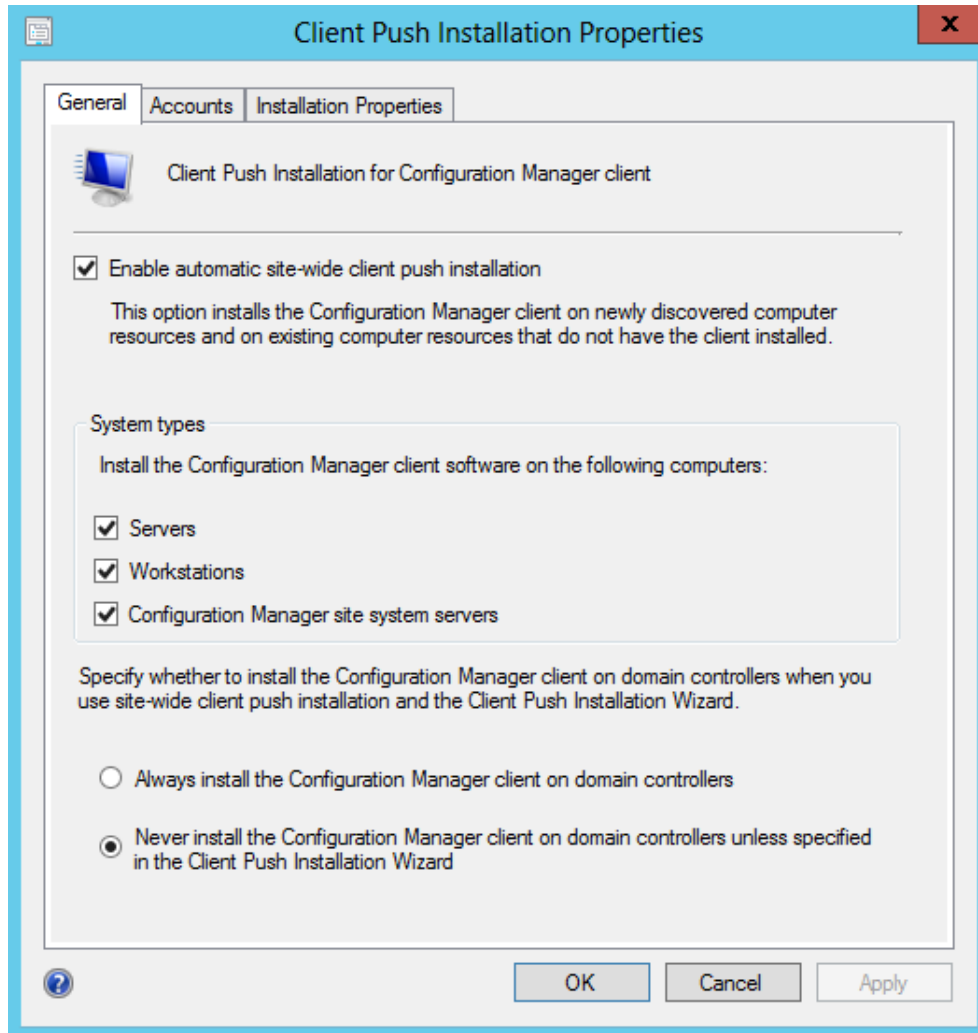 Client Push Installation Properties
x
General
Accounts
Installation Properties
Client Push Installation for Configuration Manager client
Enable automatic site-wide client push installation
This option installs the Configuration Manager client on newly discovered computer
resources and on existing computer resources that do not have the client installed.
System types
Install the Configuration Manager client software on the following computers:
Servers
Workstations
Configuration Manager site system servers
Specify whether to install the Configuration Manager client on domain controllers when you
use site-wide client push installation and the Client Push Installation Wizard.
Always install the Configuration Manager client on domain controllers
Never install the Configuration Manager client on domain controllers unless specified
in the Client Push Installation Wizard
?
OK
Cancel
Apply